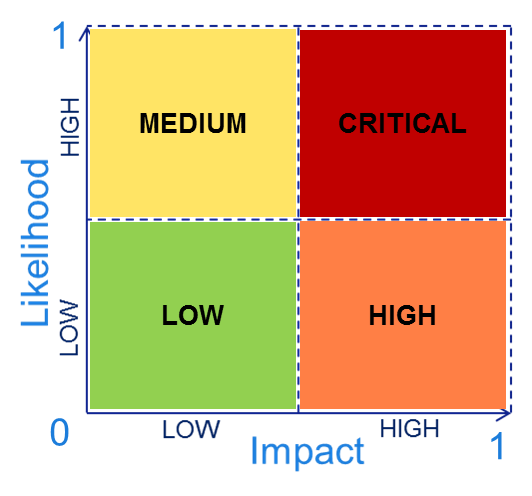 1
HIGH
MEDIUM
CRITICAL
Likelihood
LOW
LOW
HIGH
0
LOW
HIGH
Impact
1